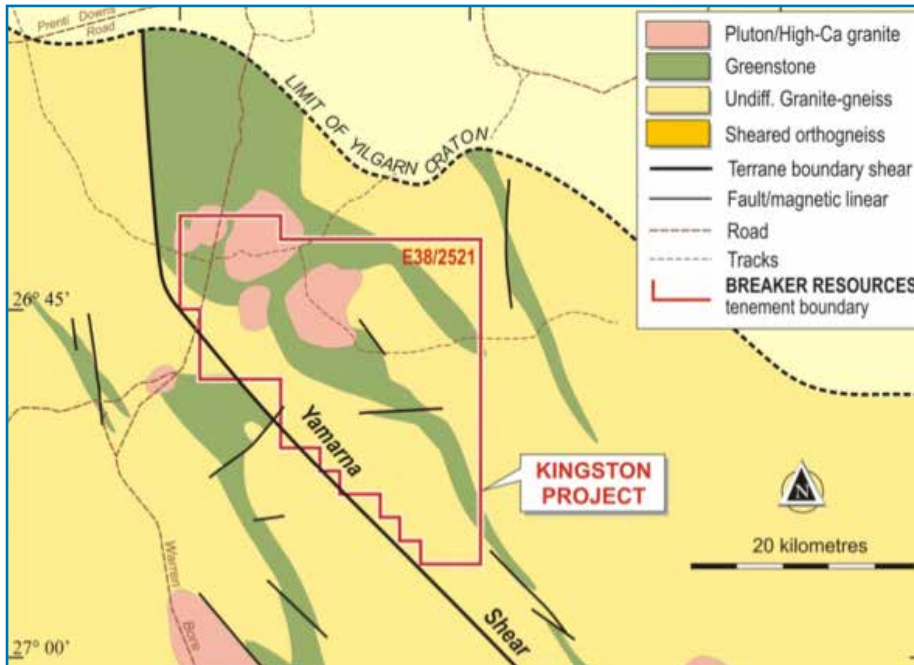 Prenti Downs
Road
LIMIT OF YILGARN CRATON
Pluton/High-Ca granite
Greenstone
Undiff. Granite-gneiss
Sheared orthogneiss
Terrane boundary shear
Fault/magnetic linear
Road
Tracks
BREAKER RESOURCES
tenement boundary
E38/2521
26° 45'
Yamarna
KINGSTON
PROJECT
N
20 kilometres
Warren
Bore
Shear
27° 00'